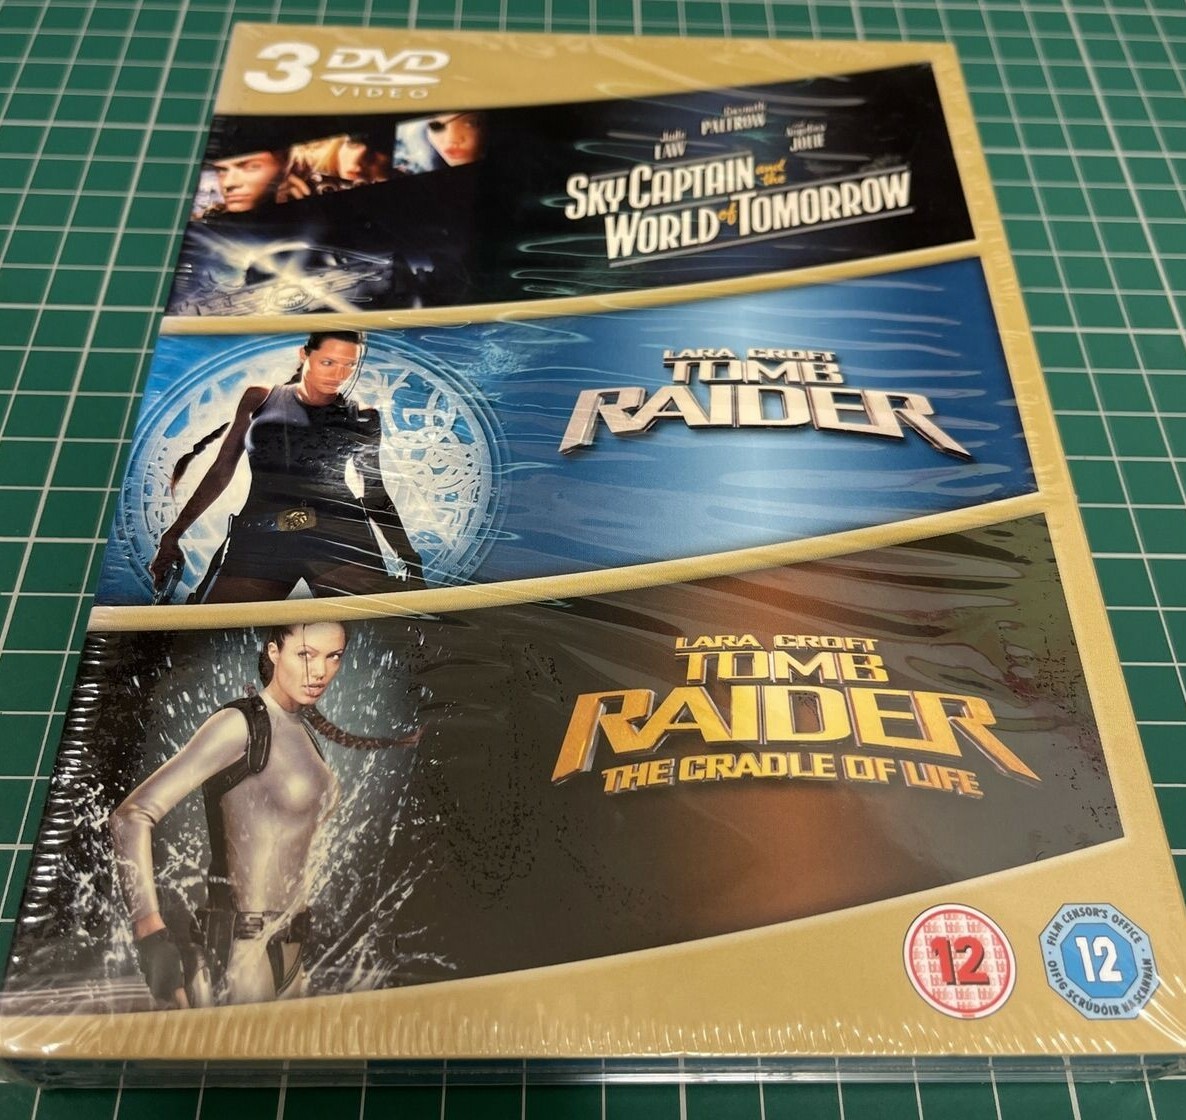 3 DVD
VIDEO
Jude
LAW
Gwyneth
PALTROW
and Angelina
JOLIE
SKY CAPTAIN and the
WORLD of TOMORROW
LARA CROFT
TOMB
RAIDER
LARA CROFT
TOMB
RAIDER
THE CRADLE OF LIFE
12
FILM CENSOR'S OFFICE
12
OIFIG SCRÚDÓIR NA SCANNÁN